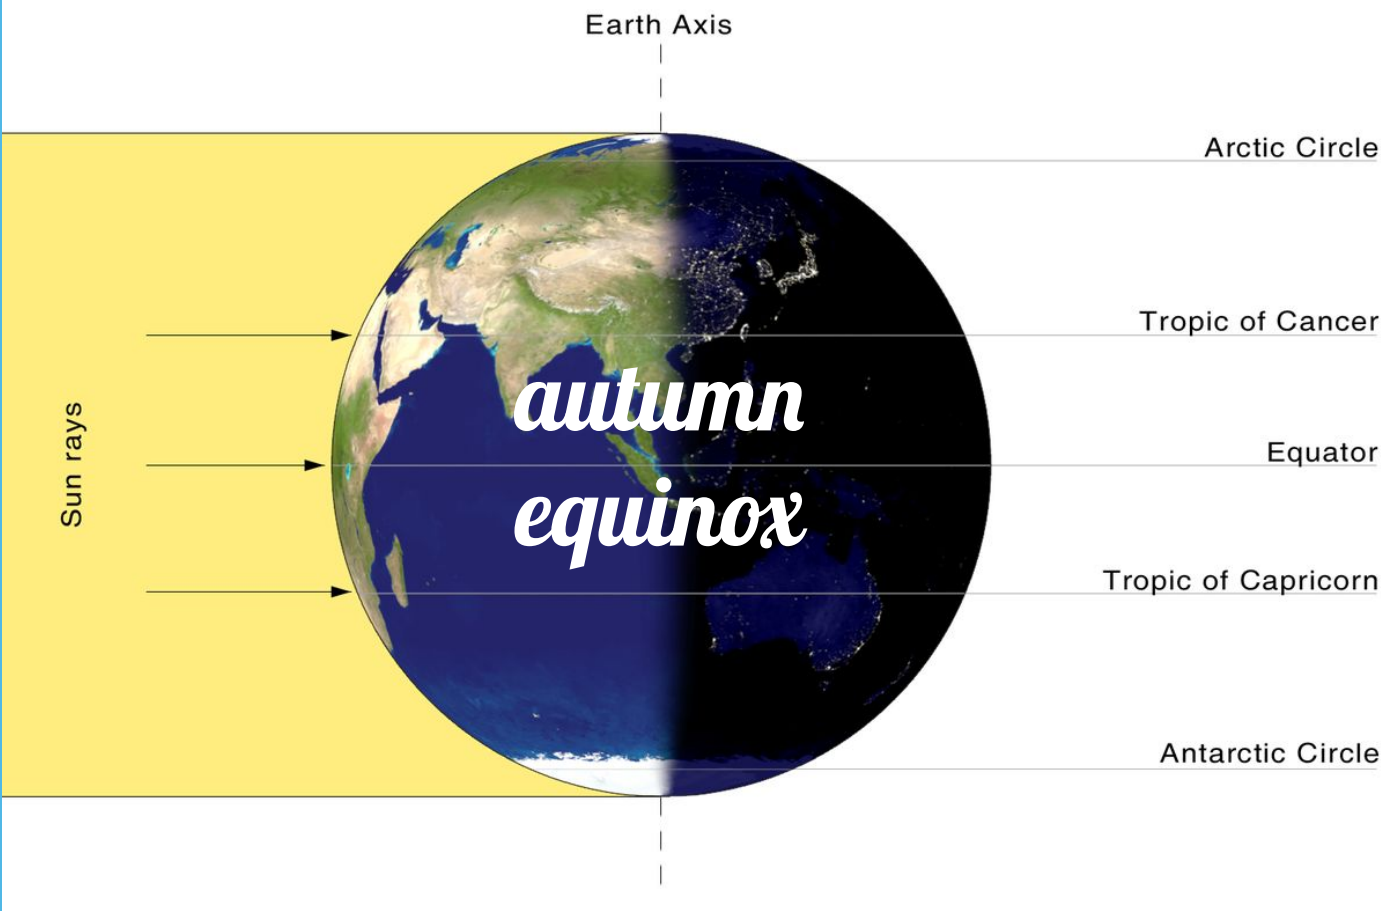 Earth Axis
Arctic Circle
Tropic of Cancer
autumn
Sun rays
Equator
equinox
Tropic of Capricorn
Antarctic Circle